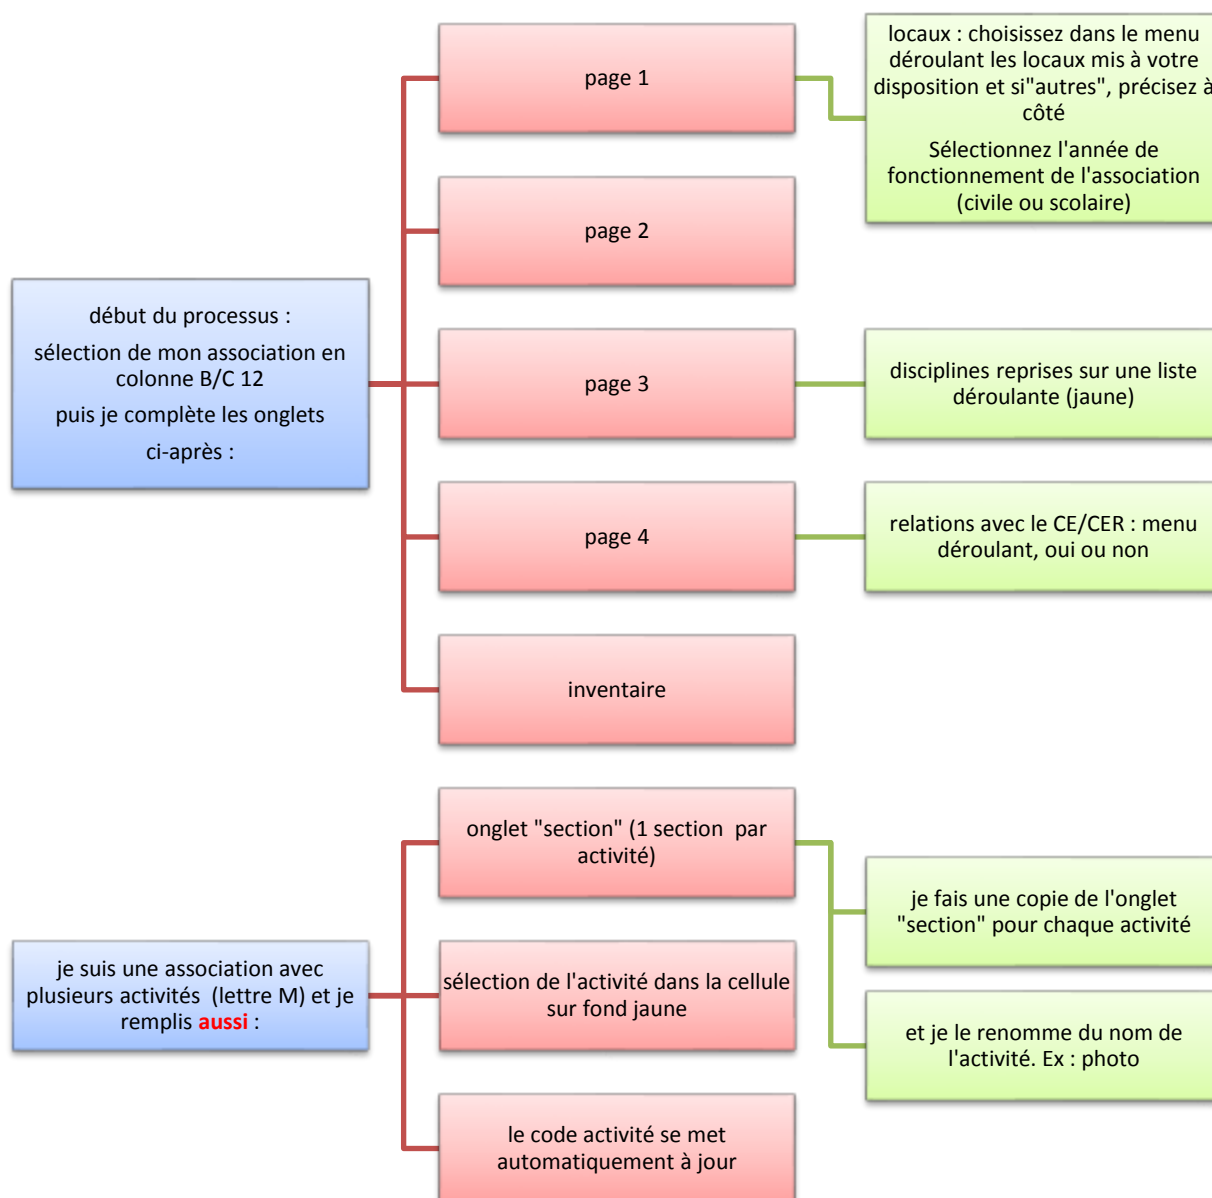 début du processus :
sélection de mon association en
colonne B/C 12
puis je complète les onglets
ci-après :
page 1
locaux : choisissez dans le menu
déroulant les locaux mis à votre
disposition et si"autres", précisez à
côté
Sélectionnez l'année de
fonctionnement de l'association
(civile ou scolaire)
page 2
page 3
disciplines reprises sur une liste
déroulante (jaune)
page 4
relations avec le CE/CER : menu
déroulant, oui ou non
inventaire
je suis une association avec
plusieurs activités  (lettre M) et je
remplis aussi :
onglet "section" (1 section  par
activité)
je fais une copie de l'onglet
"section" pour chaque activité
et je le renomme du nom de
l'activité. Ex : photo
sélection de l'activité dans la cellule
sur fond jaune
le code activité se met
automatiquement à jour